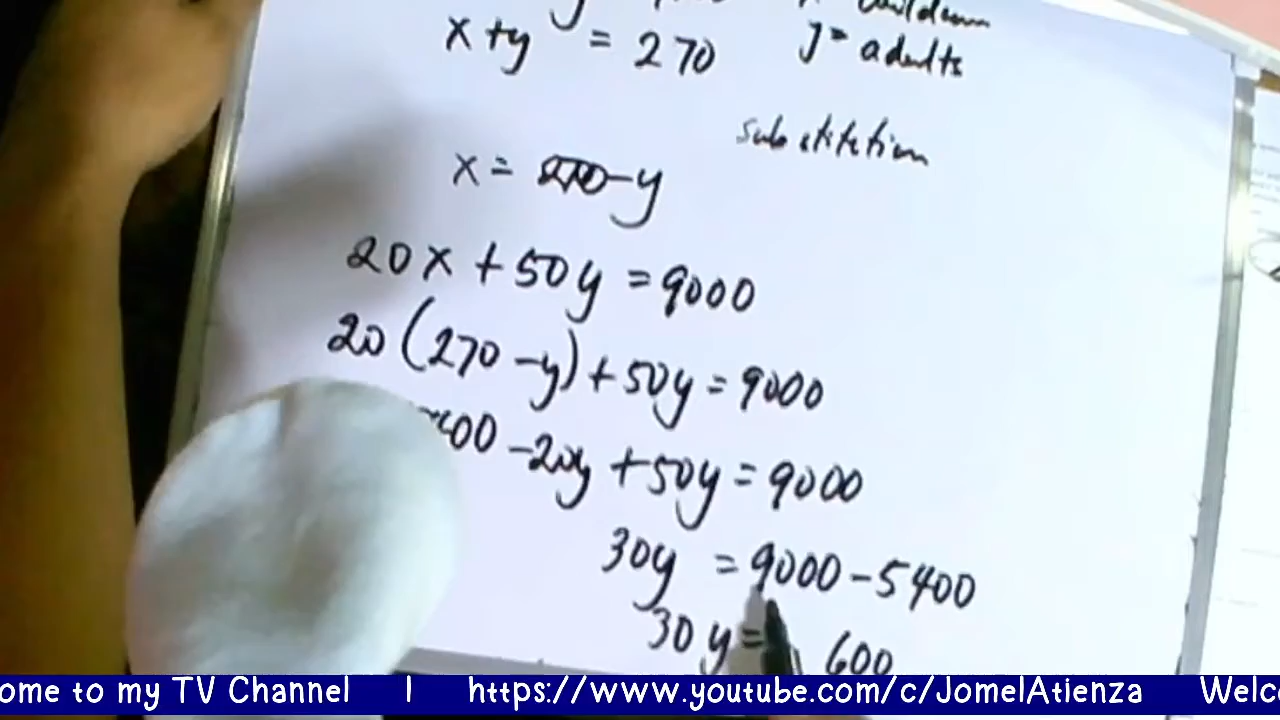 x+y = 270
y= adults
substitution
x= 270-y
20x +50y =9000
20(270-y)+50y=9000
400 -20y +50y=9000
30y =9000-5400
30y= 600
ome to my TV Channel | https://www.youtube.com/c/JomelAtienza Welc